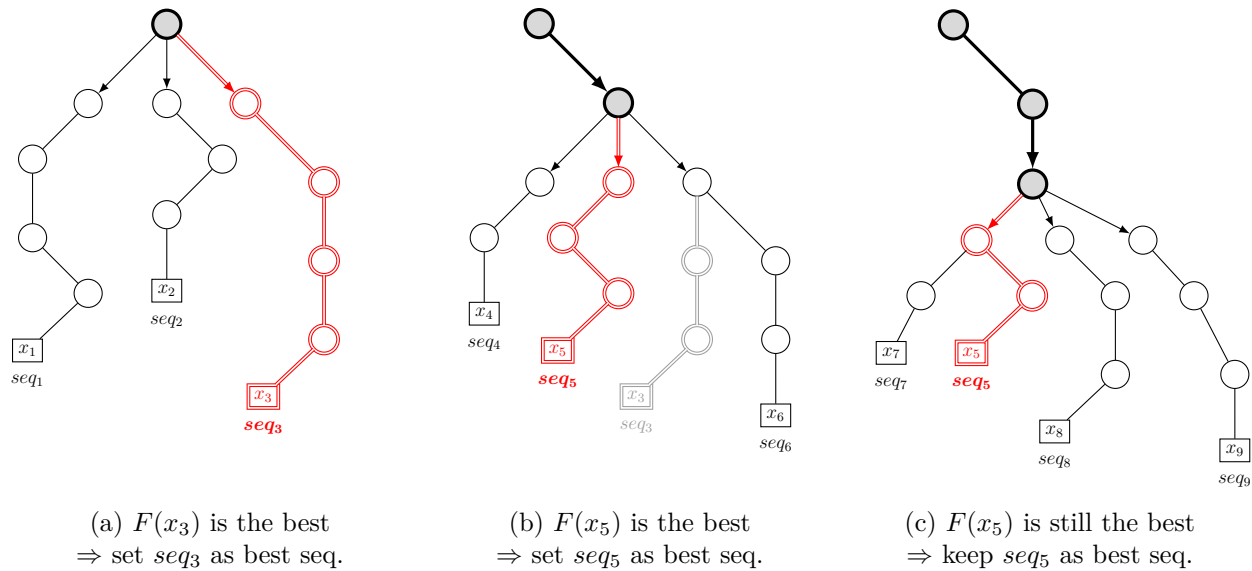 x₁
seq₁
x₂
seq₂
x₃
seq₃
(a) F(x₃) is the best
⇒ set seq₃ as best seq.
x₄
seq₄
x₅
seq₅
x₃
seq₃
x₆
seq₆
(b) F(x₅) is the best
⇒ set seq₅ as best seq.
x₇
seq₇
x₅
seq₅
x₈
seq₈
x₉
seq₉
(c) F(x₅) is still the best
⇒ keep seq₅ as best seq.